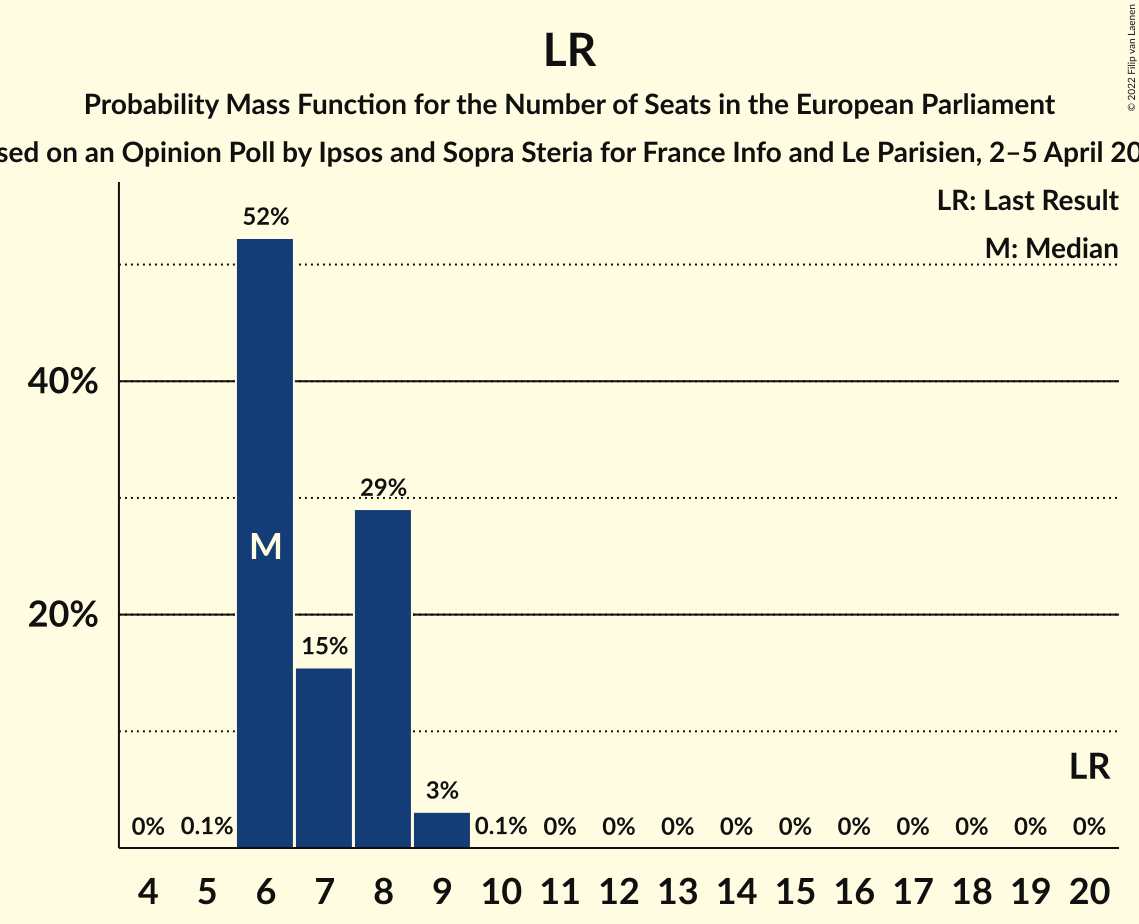 LR
Probability Mass Function for the Number of Seats in the European Parliament
on an Opinion Poll by Ipsos and Sopra Steria for France Info and Le Parisien, 2–5 April
© 2022 Filip van Laenen
LR: Last Result
M: Median
52%
40%
29%
M
20%
15%
LR
3%
0% 0.1% 0.1% 0% 0% 0% 0% 0% 0% 0% 0% 0% 0%
4 5 6 7 8 9 10 11 12 13 14 15 16 17 18 19 20